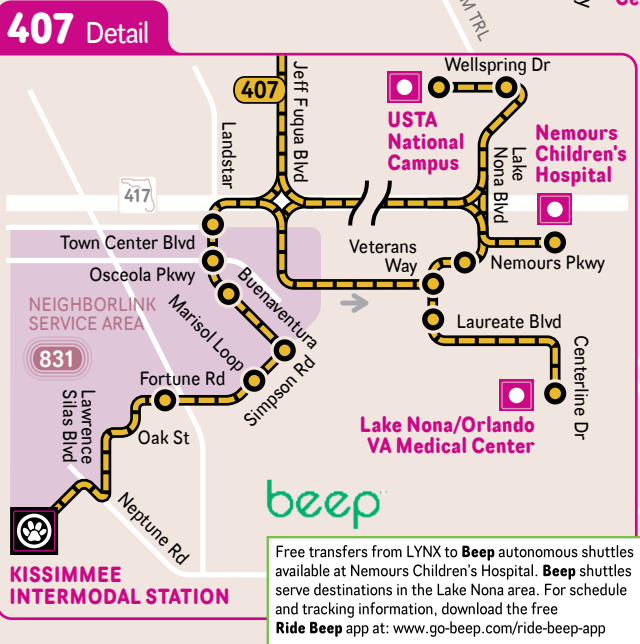 407 Detail
M TRL
Wellspring Dr
407
Jeff Fuqua Blvd
USTA
National
Campus
Nemours
Children's
Hospital
Lake
Nona Blvd
Landstar
417
Town Center Blvd
Veterans
Way
Nemours Pkwy
Osceola Pkwy
Buenaventura
NEIGHBORLINK
SERVICE AREA
831
Marisol Loop
Laureate Blvd
Centerline Dr
Simpson Rd
Fortune Rd
Lawrence
Silas Blvd
Oak St
Lake Nona/Orlando
VA Medical Center
Neptune Rd
beep
KISSIMMEE
INTERMODAL STATION
Free transfers from LYNX to Beep autonomous shuttles
available at Nemours Children's Hospital. Beep shuttles
serve destinations in the Lake Nona area. For schedule
and tracking information, download the free
Ride Beep app at: www.go-beep.com/ride-beep-app